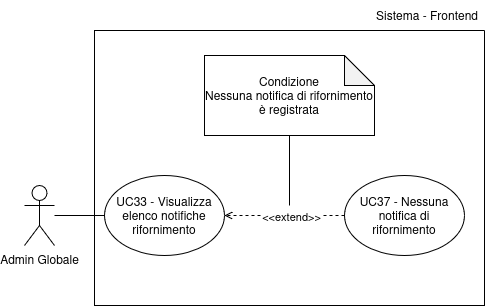 Sistema - Frontend
Condizione
Nessuna notifica di rifornimento
è registrata
UC33 - Visualizza
elenco notifiche
rifornimento
<<extend>>
UC37 - Nessuna
notifica di
rifornimento
Admin Globale